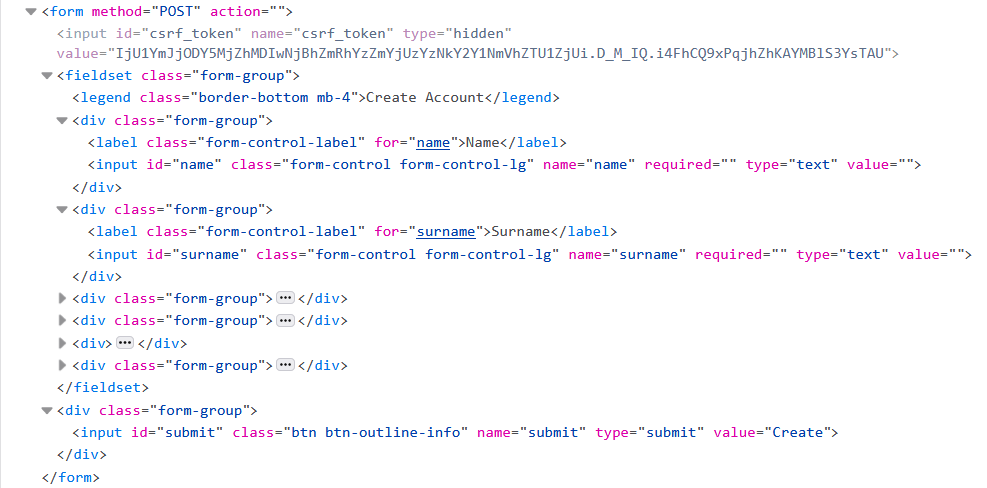 <form method="POST" action="">
<input id="csrf_token" name="csrf_token" type="hidden"
value="IjU1YmJjODY5MjZhMDIwNjBhZmRhYzZmYjUzYzNkY2Y1NmVhZTU1ZjUi.D_M_IQ.i4FhCQ9xPqjhZhKAYMBlS3YsTAU">
<fieldset class="form-group">
<legend class="border-bottom mb-4">Create Account</legend>
<div class="form-group">
<label class="form-control-label" for="name">Name</label>
<input id="name" class="form-control form-control-lg" name="name" required="" type="text" value="">
</div>
<div class="form-group">
<label class="form-control-label" for="surname">Surname</label>
<input id="surname" class="form-control form-control-lg" name="surname" required="" type="text" value="">
</div>
<div class="form-group">…</div>
<div class="form-group">…</div>
<div>…</div>
<div class="form-group">…</div>
</fieldset>
<div class="form-group">
<input id="submit" class="btn btn-outline-info" name="submit" type="submit" value="Create">
</div>
</form>